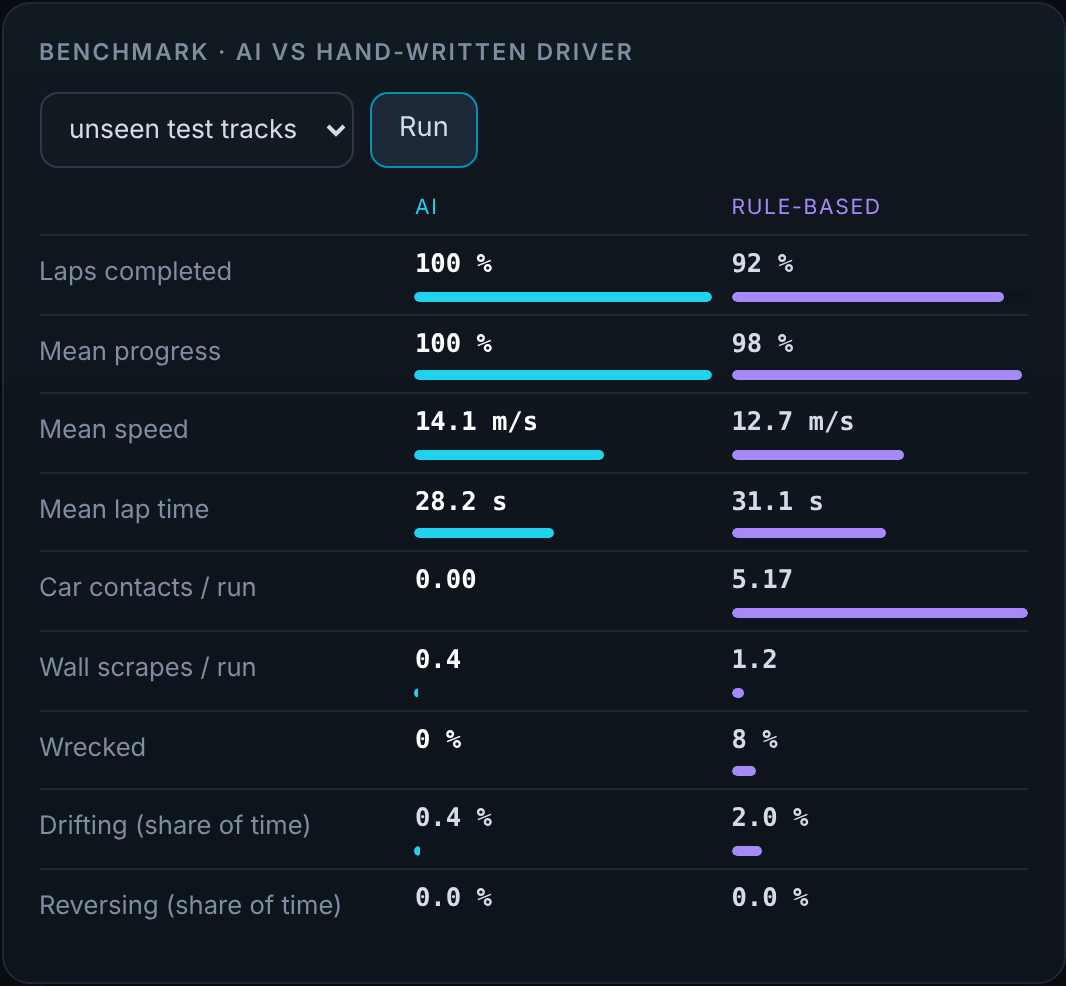 BENCHMARK · AI VS HAND-WRITTEN DRIVER
unseen test tracks Run
AI RULE-BASED
Laps completed 100 % 92 %
Mean progress 100 % 98 %
Mean speed 14.1 m/s 12.7 m/s
Mean lap time 28.2 s 31.1 s
Car contacts / run 0.00 5.17
Wall scrapes / run 0.4 1.2
Wrecked 0 % 8 %
Drifting (share of time) 0.4 % 2.0 %
Reversing (share of time) 0.0 % 0.0 %